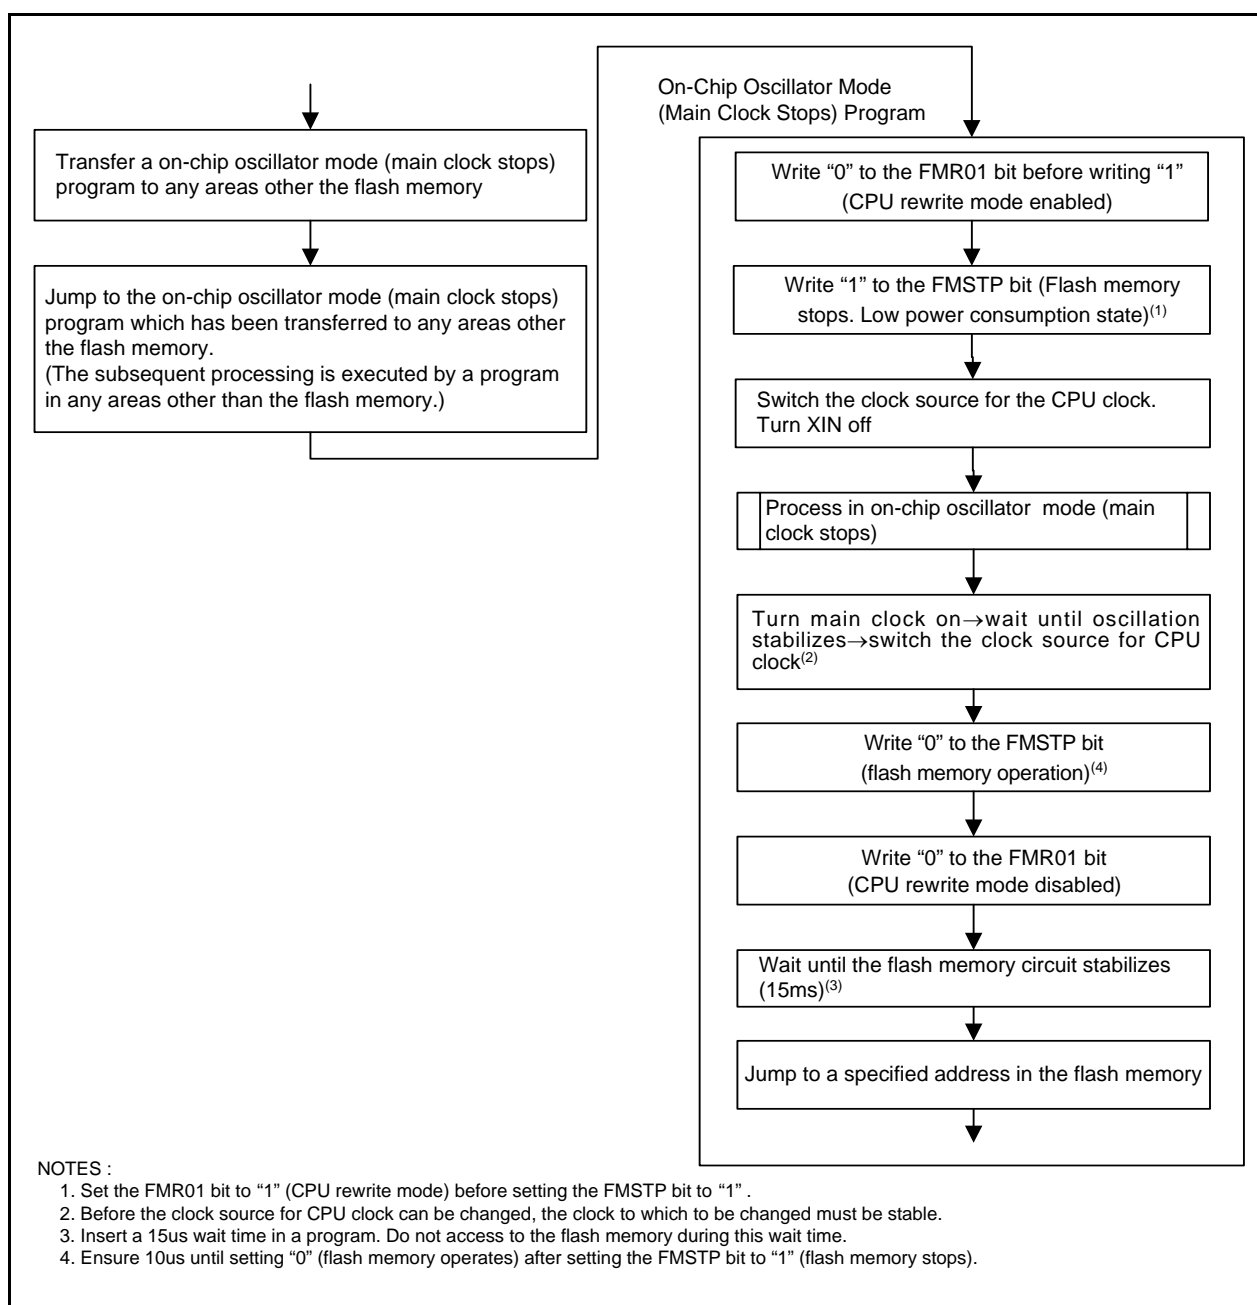 Transfer a on-chip oscillator mode (main clock stops)
program to any areas other the flash memory
Jump to the on-chip oscillator mode (main clock stops)
program which has been transferred to any areas other
the flash memory.
(The subsequent processing is executed by a program
in any areas other than the flash memory.)
On-Chip Oscillator Mode
(Main Clock Stops) Program
Write “0” to the FMR01 bit before writing “1”
(CPU rewrite mode enabled)
Write “1” to the FMSTP bit (Flash memory
stops. Low power consumption state)(1)
Switch the clock source for the CPU clock.
Turn XIN off
Process in on-chip oscillator mode (main
clock stops)
Turn main clock on→wait until oscillation
stabilizes→switch the clock source for CPU
clock(2)
Write “0” to the FMSTP bit
(flash memory operation)(4)
Write “0” to the FMR01 bit
(CPU rewrite mode disabled)
Wait until the flash memory circuit stabilizes
(15ms)(3)
Jump to a specified address in the flash memory
NOTES :
1. Set the FMR01 bit to “1” (CPU rewrite mode) before setting the FMSTP bit to “1” .
2. Before the clock source for CPU clock can be changed, the clock to which to be changed must be stable.
3. Insert a 15us wait time in a program. Do not access to the flash memory during this wait time.
4. Ensure 10us until setting “0” (flash memory operates) after setting the FMSTP bit to “1” (flash memory stops).